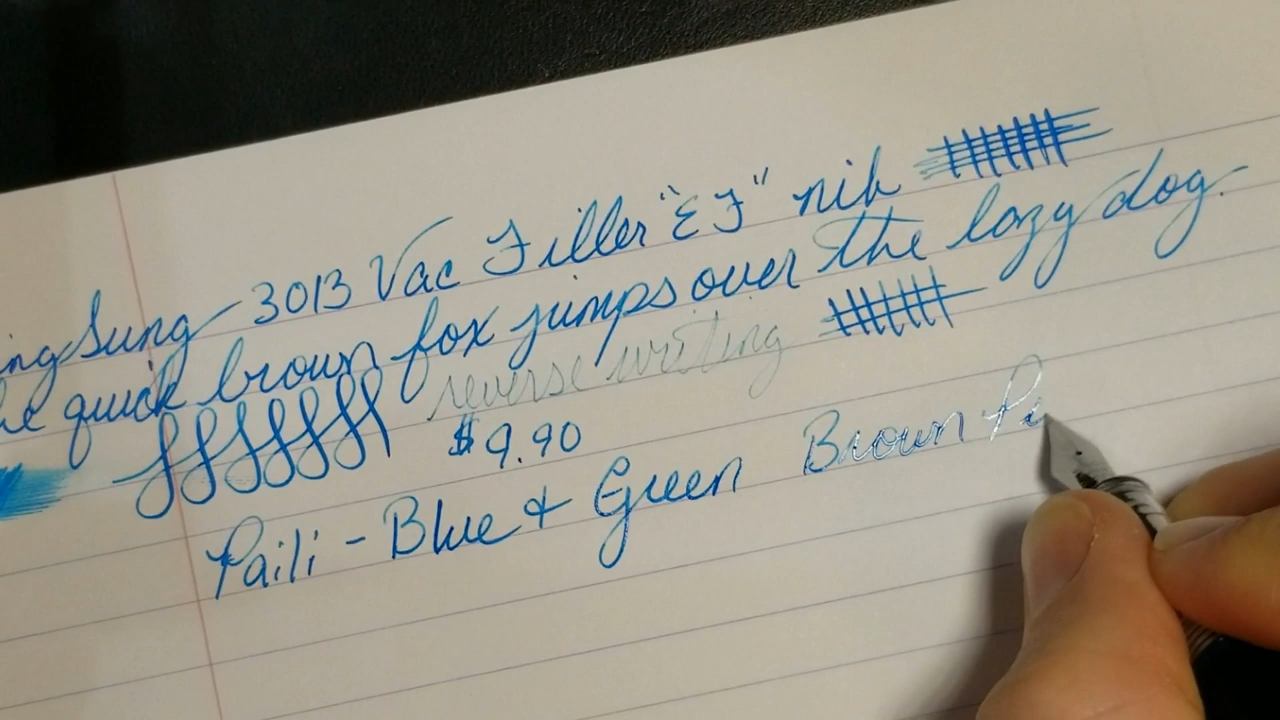 ing Sung 3013 Vac Filler "EF" nib
he quick brown fox jumps over the lazy dog.
reverse writing
$9.90
Paili - Blue & Green Brown Pi